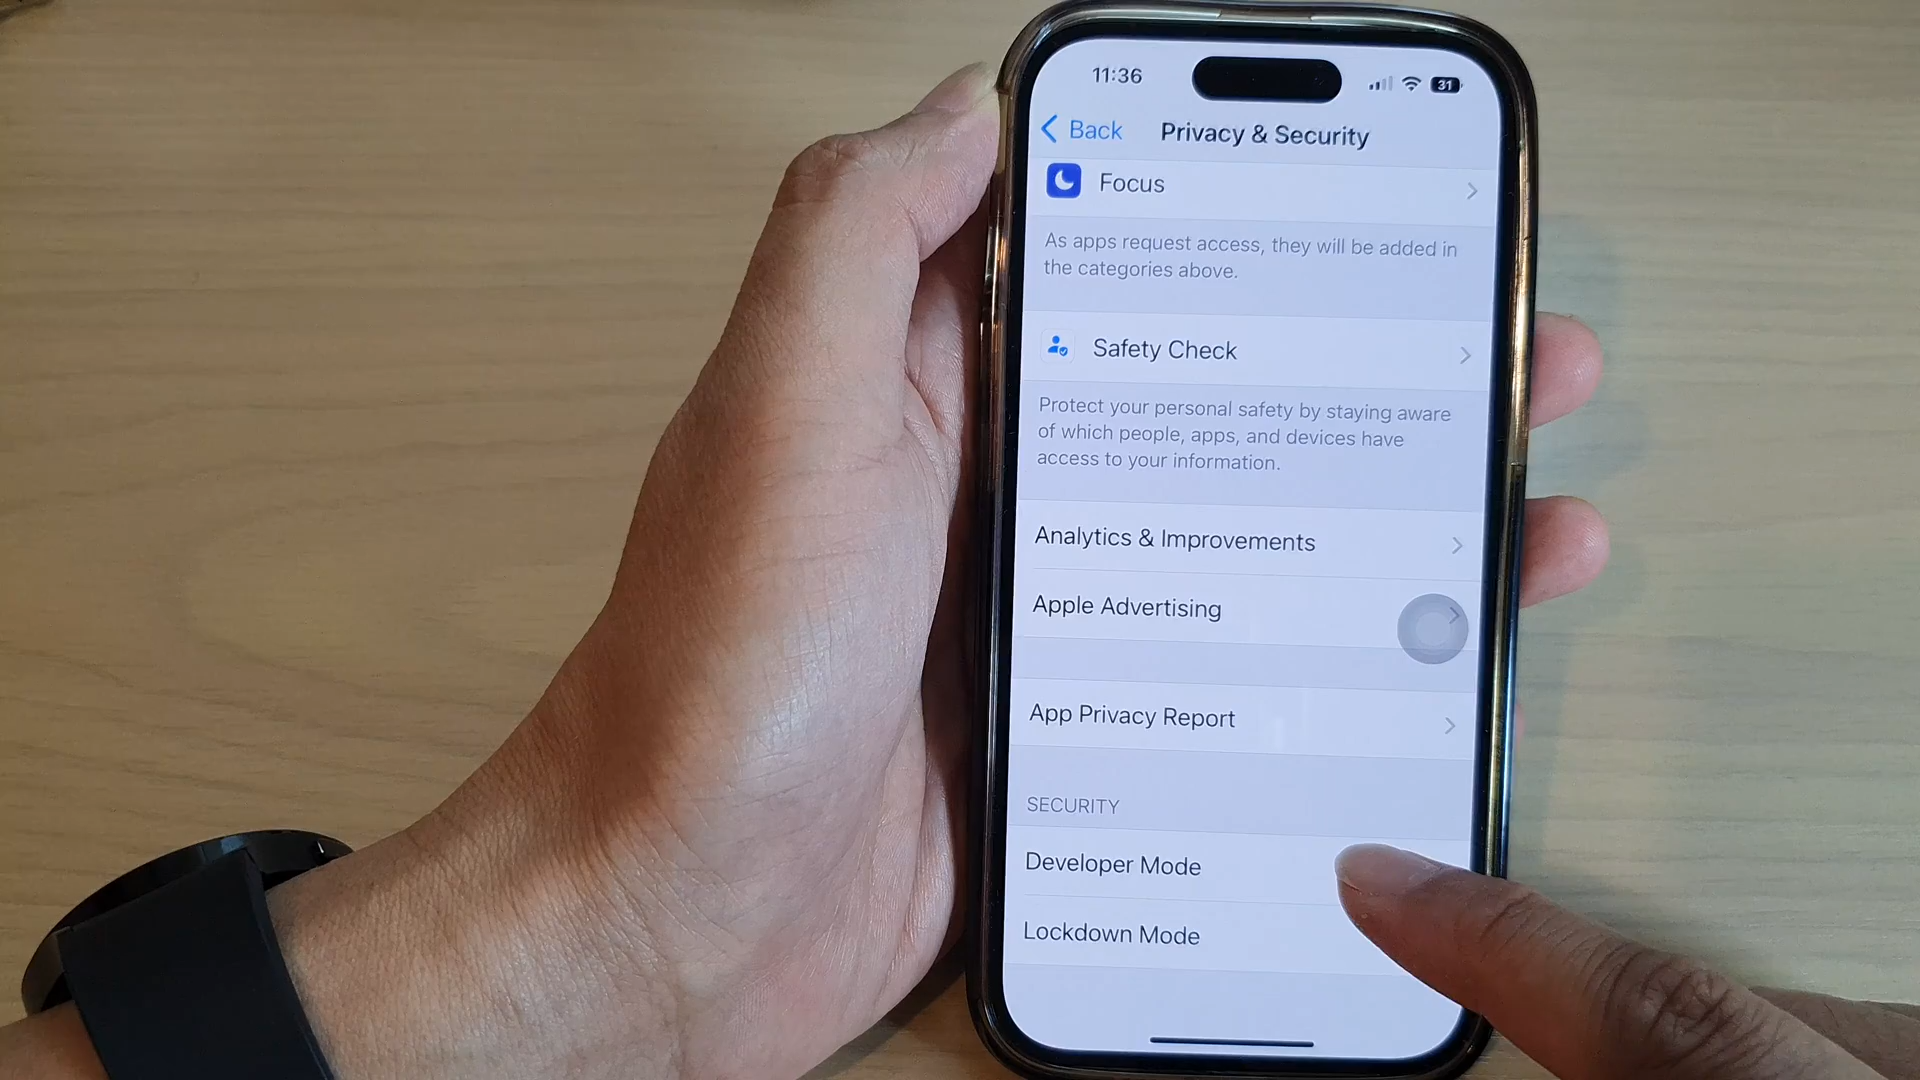 11:36
31
Back Privacy & Security
Focus
As apps request access, they will be added in
the categories above.
Safety Check
Protect your personal safety by staying aware
of which people, apps, and devices have
access to your information.
Analytics & Improvements
Apple Advertising
App Privacy Report
SECURITY
Developer Mode
Lockdown Mode